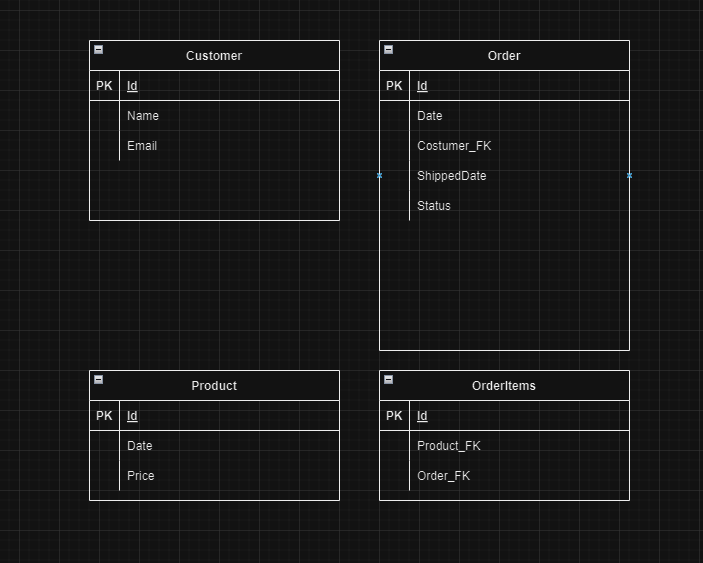 Customer
PK Id
Name
Email
Order
PK Id
Date
Costumer_FK
ShippedDate
Status
Product
PK Id
Date
Price
OrderItems
PK Id
Product_FK
Order_FK